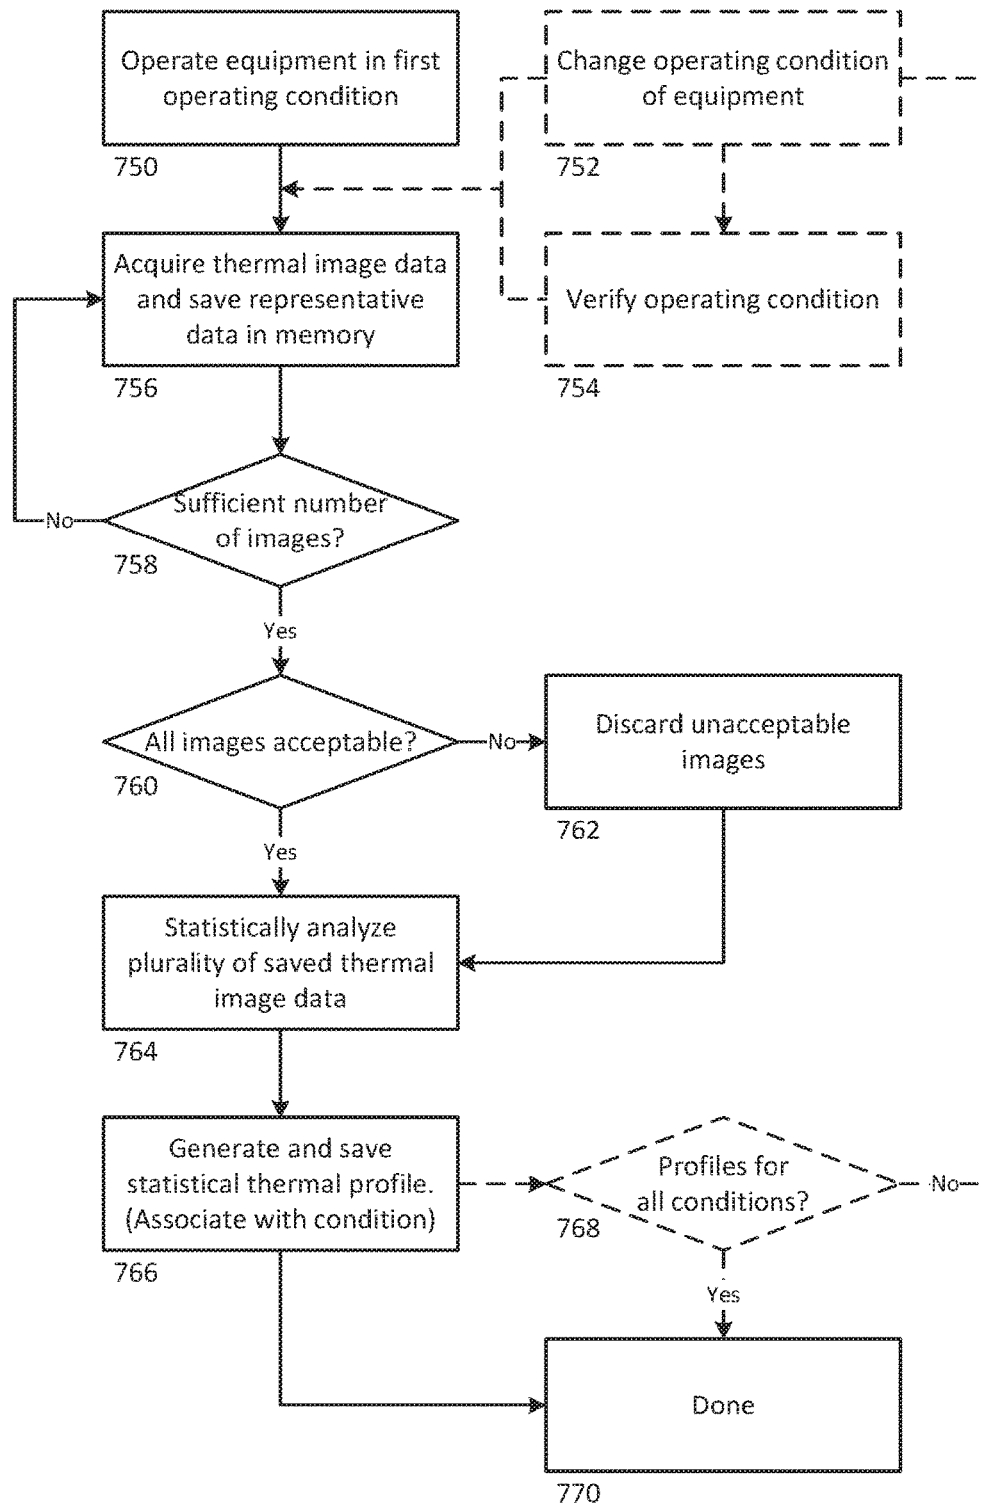 Operate equipment in first
operating condition
750
Change operating condition
of equipment
752
Acquire thermal image data
and save representative
data in memory
756
Verify operating condition
754
Sufficient number
of images?
No
758
Yes
All images acceptable?
No
760
Discard unacceptable
images
762
Yes
Statistically analyze
plurality of saved thermal
image data
764
Generate and save
statistical thermal profile.
(Associate with condition)
766
Profiles for
all conditions?
No
768
Yes
Done
770